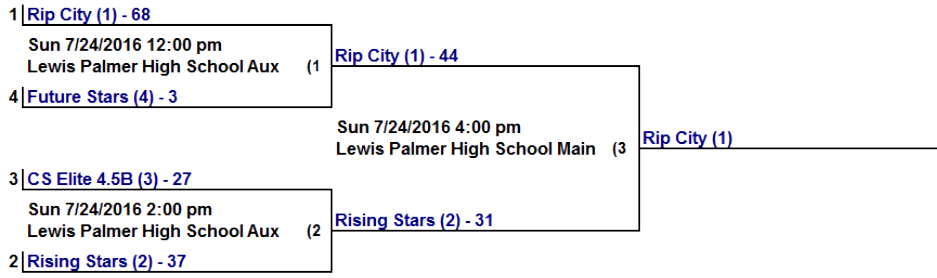 1 Rip City (1) - 68
Sun 7/24/2016 12:00 pm
Lewis Palmer High School Aux (1
4 Future Stars (4) - 3
Rip City (1) - 44
Sun 7/24/2016 4:00 pm
Lewis Palmer High School Main (3
Rip City (1)
3 CS Elite 4.5B (3) - 27
Sun 7/24/2016 2:00 pm
Lewis Palmer High School Aux (2
2 Rising Stars (2) - 37
Rising Stars (2) - 31